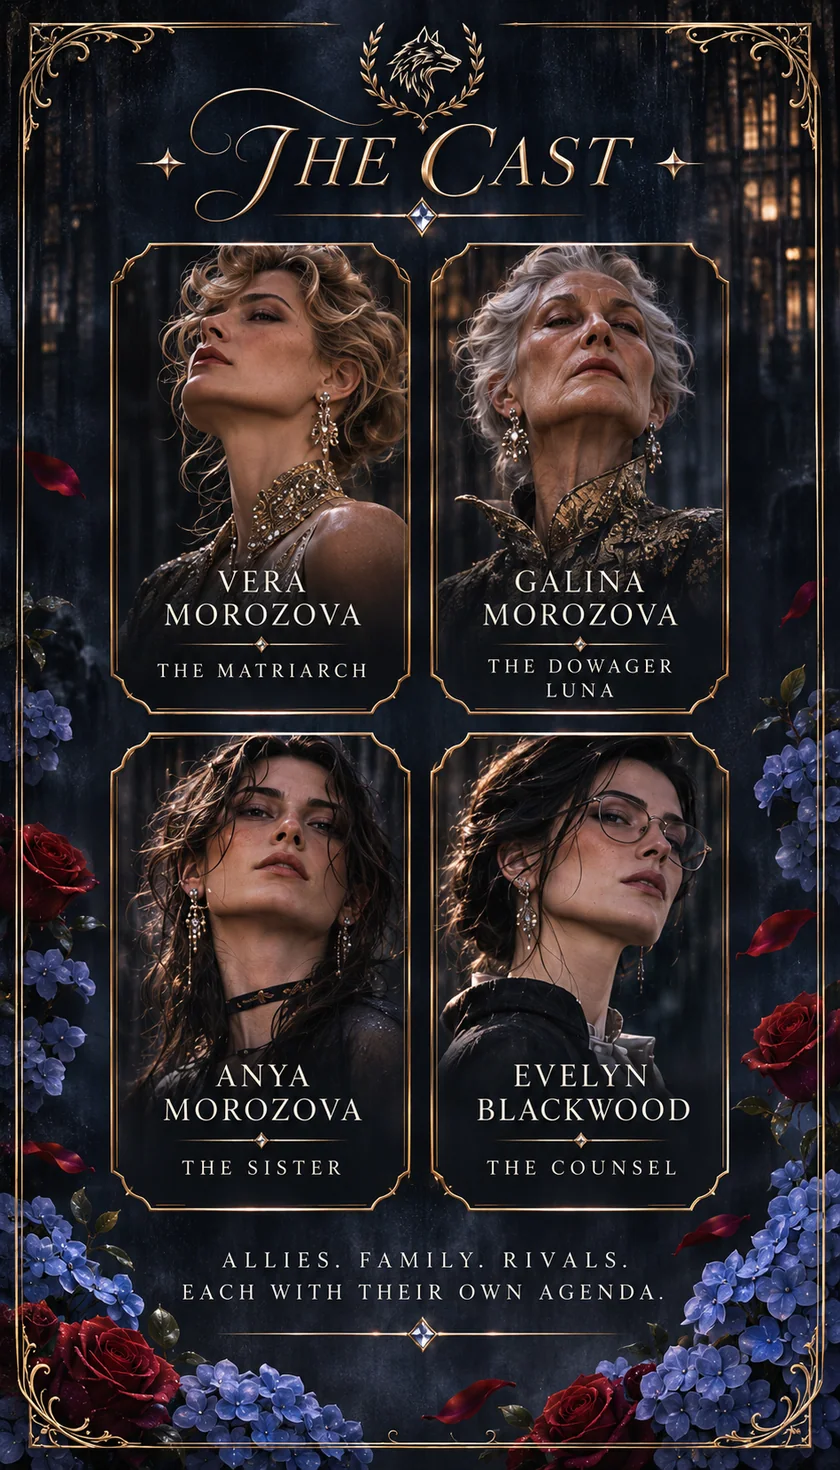 THE CAST
VERA
MOROZOVA
THE MATRIARCH
GALINA
MOROZOVA
THE DOWAGER
LUNA
ANYA
MOROZOVA
THE SISTER
EVELYN
BLACKWOOD
THE COUNSEL
ALLIES. FAMILY. RIVALS.
EACH WITH THEIR OWN AGENDA.